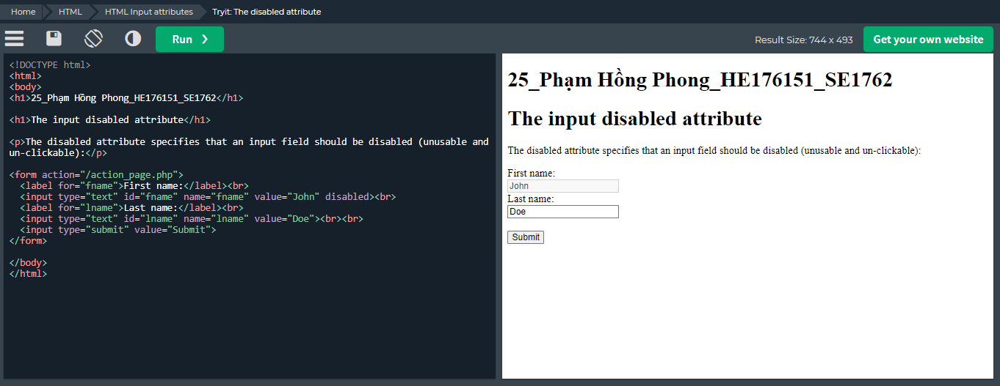 Home HTML HTML Input attributes Tryit: The disabled attribute
Run ❯ Result Size: 744 x 493 Get your own website
<!DOCTYPE html>
<html>
<body>
<h1>25_Phạm Hồng Phong_HE176151_SE1762</h1>
<h1>The input disabled attribute</h1>
<p>The disabled attribute specifies that an input field should be disabled (unusable and
un-clickable):</p>
<form action="/action_page.php">
<label for="fname">First name:</label><br>
<input type="text" id="fname" name="fname" value="John" disabled><br>
<label for="lname">Last name:</label><br>
<input type="text" id="lname" name="lname" value="Doe"><br><br>
<input type="submit" value="Submit">
</form>
</body>
</html>
25_Phạm Hồng Phong_HE176151_SE1762
The input disabled attribute
The disabled attribute specifies that an input field should be disabled (unusable and un-clickable):
First name:
John
Last name:
Doe
Submit